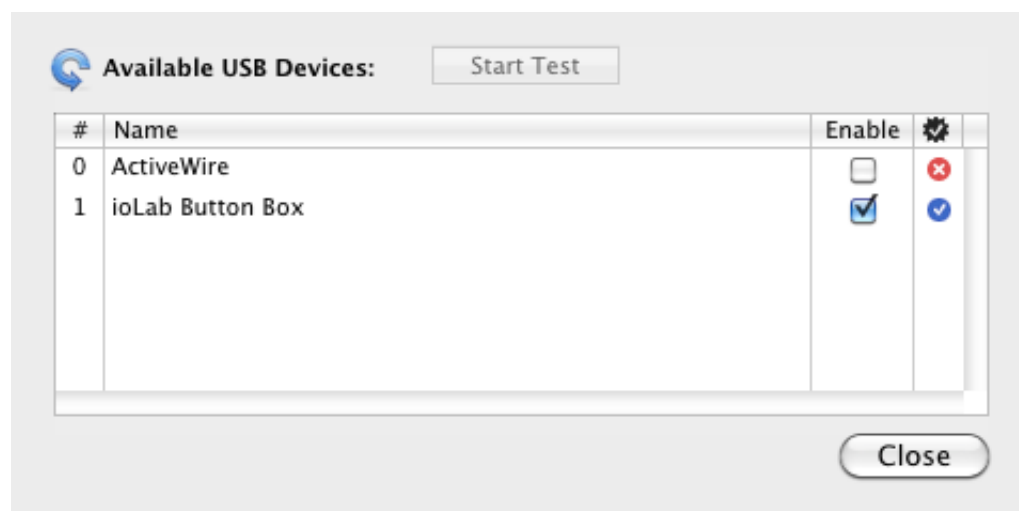 Available USB Devices: Start Test
# Name Enable
0 ActiveWire
1 ioLab Button Box
Close